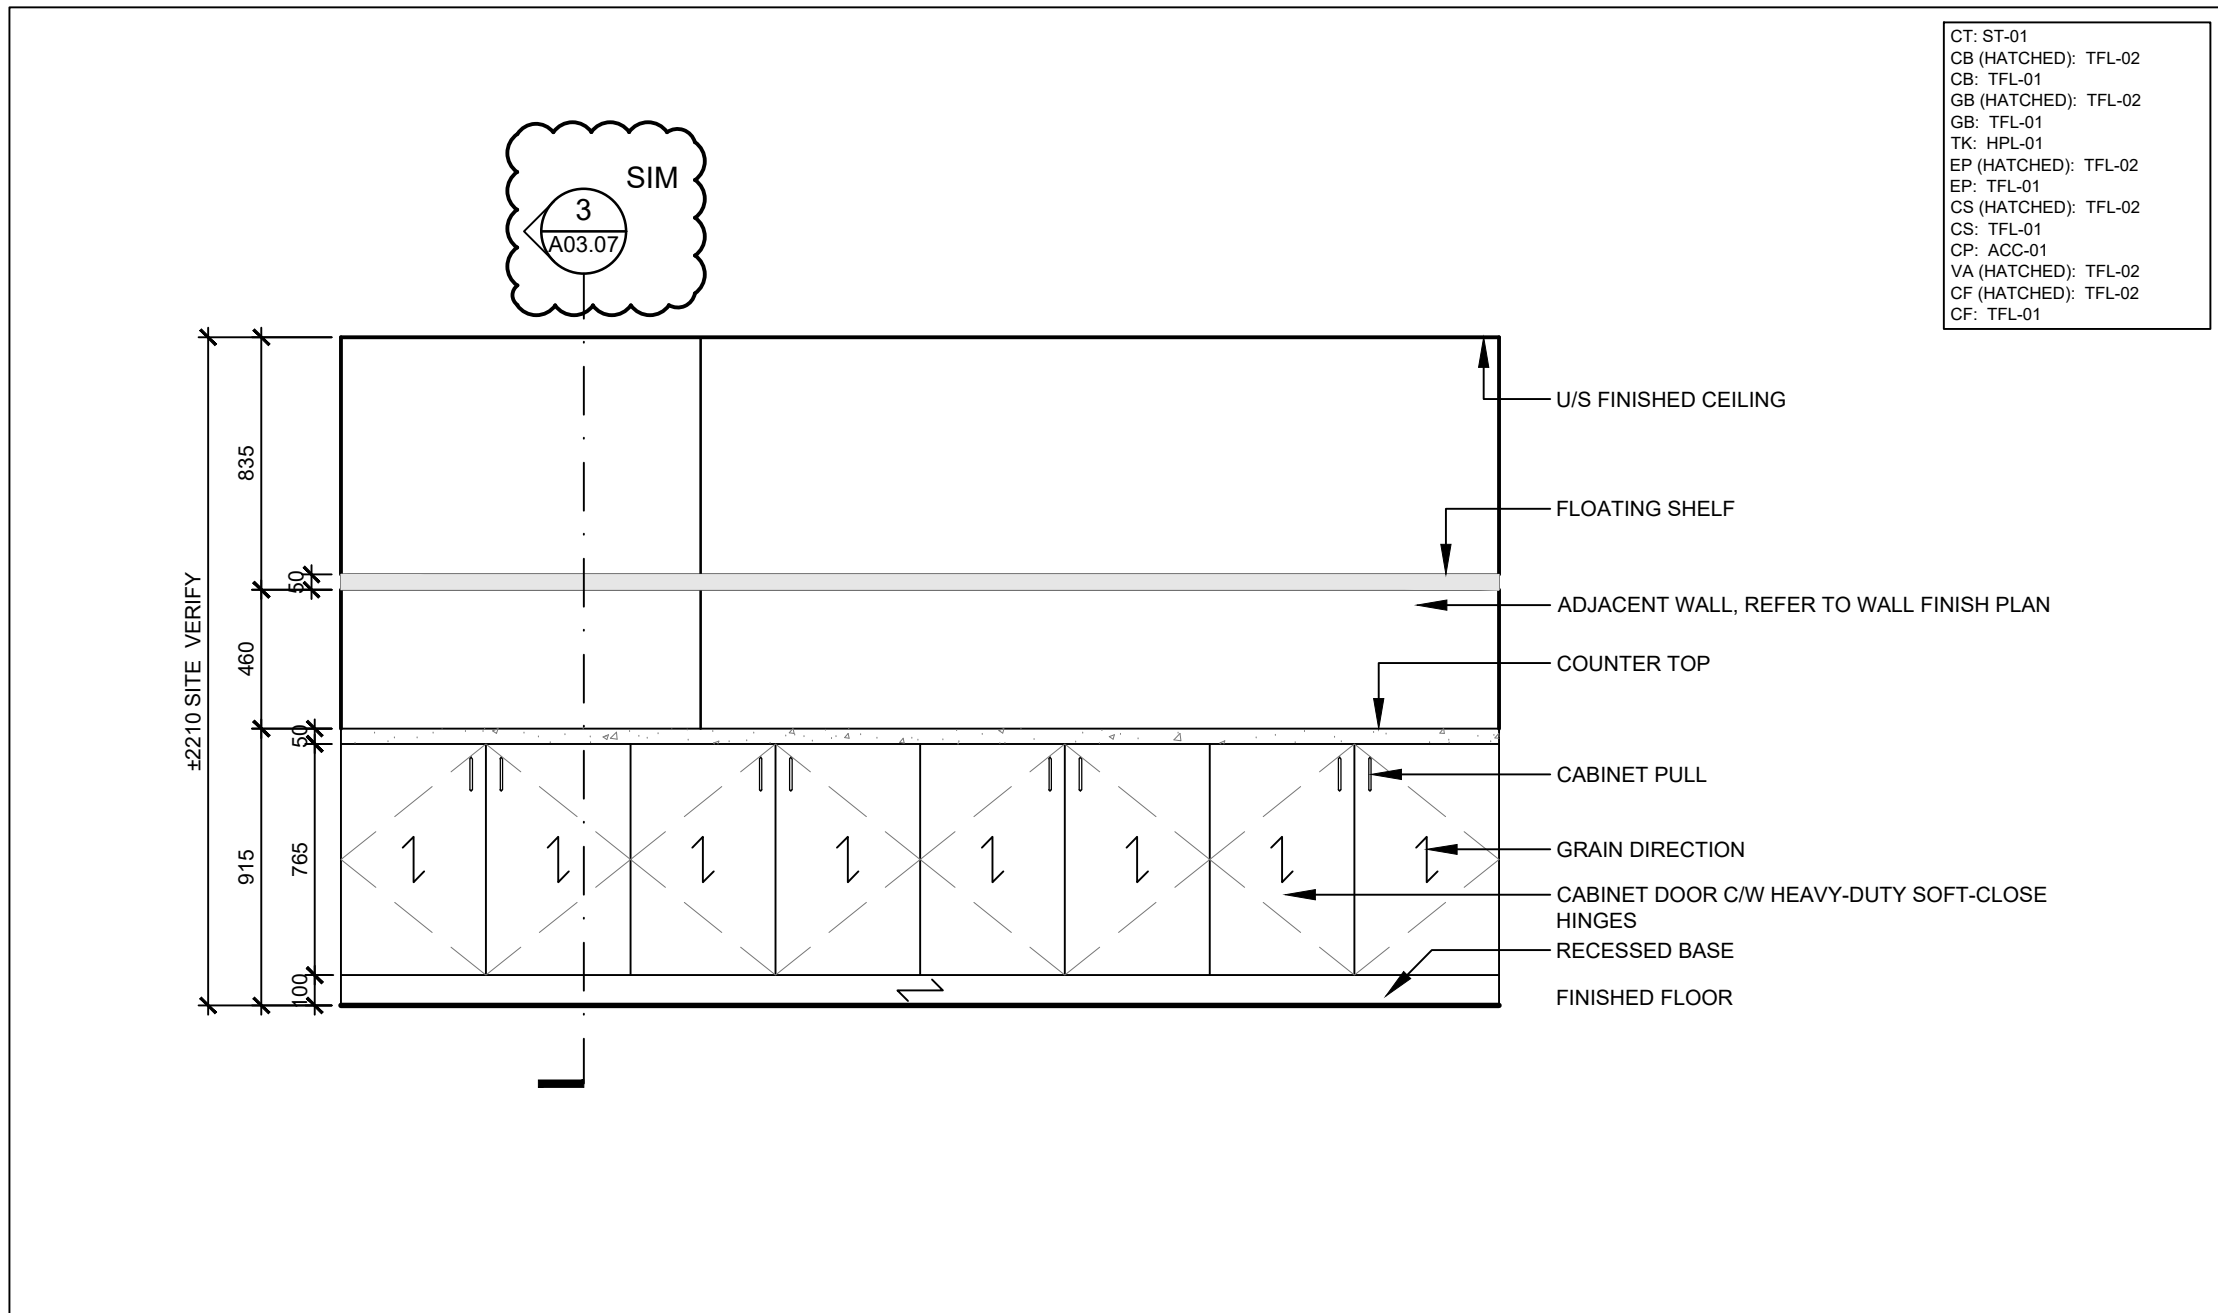 CT: ST-01
CB (HATCHED): TFL-02
CB: TFL-01
GB (HATCHED): TFL-02
GB: TFL-01
TK: HPL-01
EP (HATCHED): TFL-02
EP: TFL-01
CS (HATCHED): TFL-02
CS: TFL-01
CP: ACC-01
VA (HATCHED): TFL-02
CF (HATCHED): TFL-02
CF: TFL-01
SIM
3
A03.07
U/S FINISHED CEILING
FLOATING SHELF
ADJACENT WALL, REFER TO WALL FINISH PLAN
COUNTER TOP
CABINET PULL
GRAIN DIRECTION
CABINET DOOR C/W HEAVY-DUTY SOFT-CLOSE
HINGES
RECESSED BASE
FINISHED FLOOR
±2210 SITE VERIFY
835
460
915
50
50
765
100